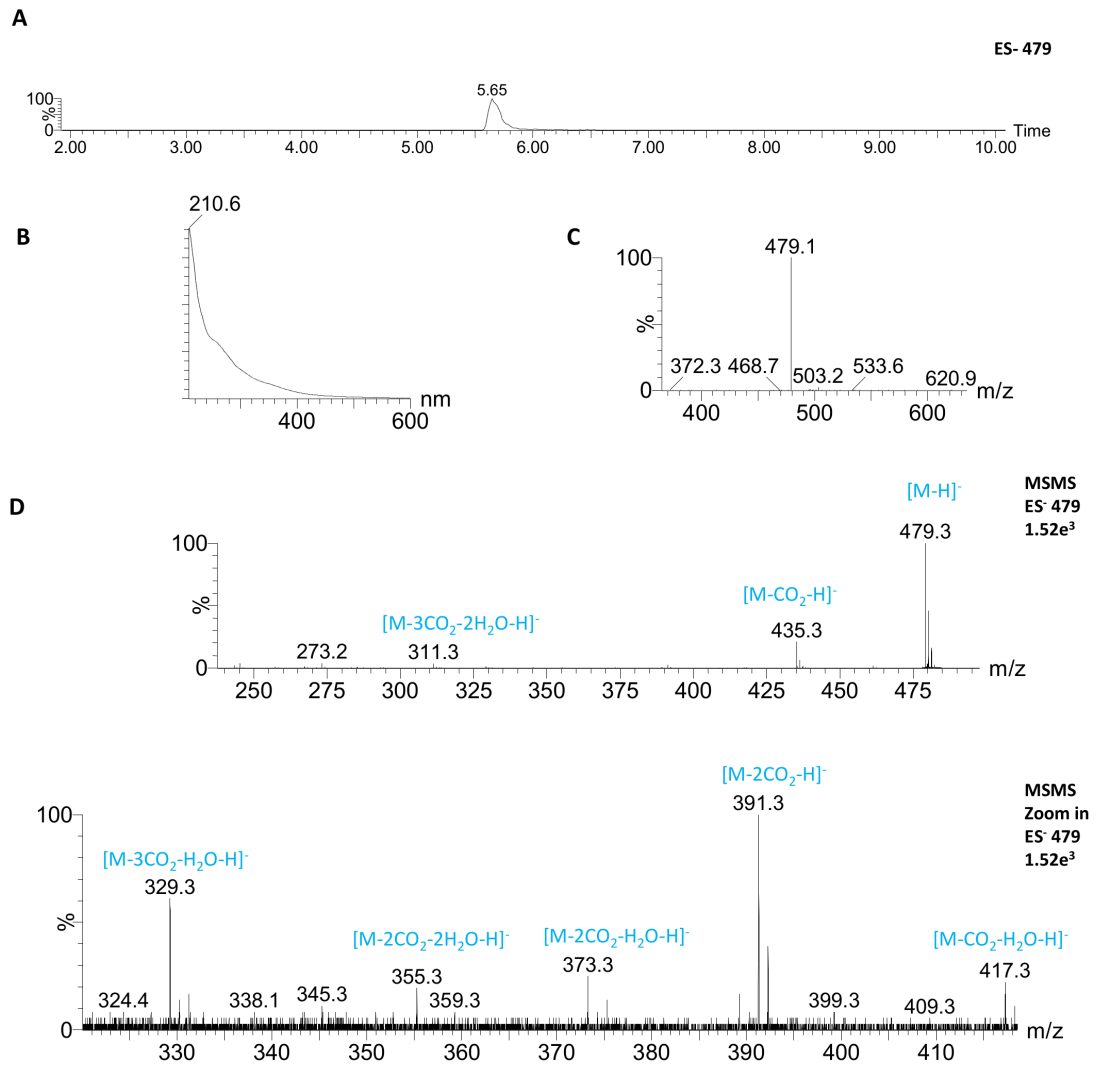 A
ES- 479
5.65
100
%
0
Time
2.00 3.00 4.00 5.00 6.00 7.00 8.00 9.00 10.00
B
210.6
nm
400 600
C
479.1
100
%
372.3 468.7 503.2 533.6 620.9
0
m/z
400 500 600
D
[M-H]-
MSMS
ES- 479
1.52e3
479.3
100
%
[M-CO2-H]-
435.3
[M-3CO2-2H2O-H]-
273.2 311.3
0
m/z
250 275 300 325 350 375 400 425 450 475
[M-2CO2-H]-
391.3
MSMS
Zoom in
ES- 479
1.52e3
100
%
[M-3CO2-H2O-H]-
329.3
[M-2CO2-2H2O-H]-
355.3
[M-2CO2-H2O-H]-
373.3
[M-CO2-H2O-H]-
417.3
324.4 338.1 345.3 359.3 399.3 409.3
0
m/z
330 340 350 360 370 380 390 400 410